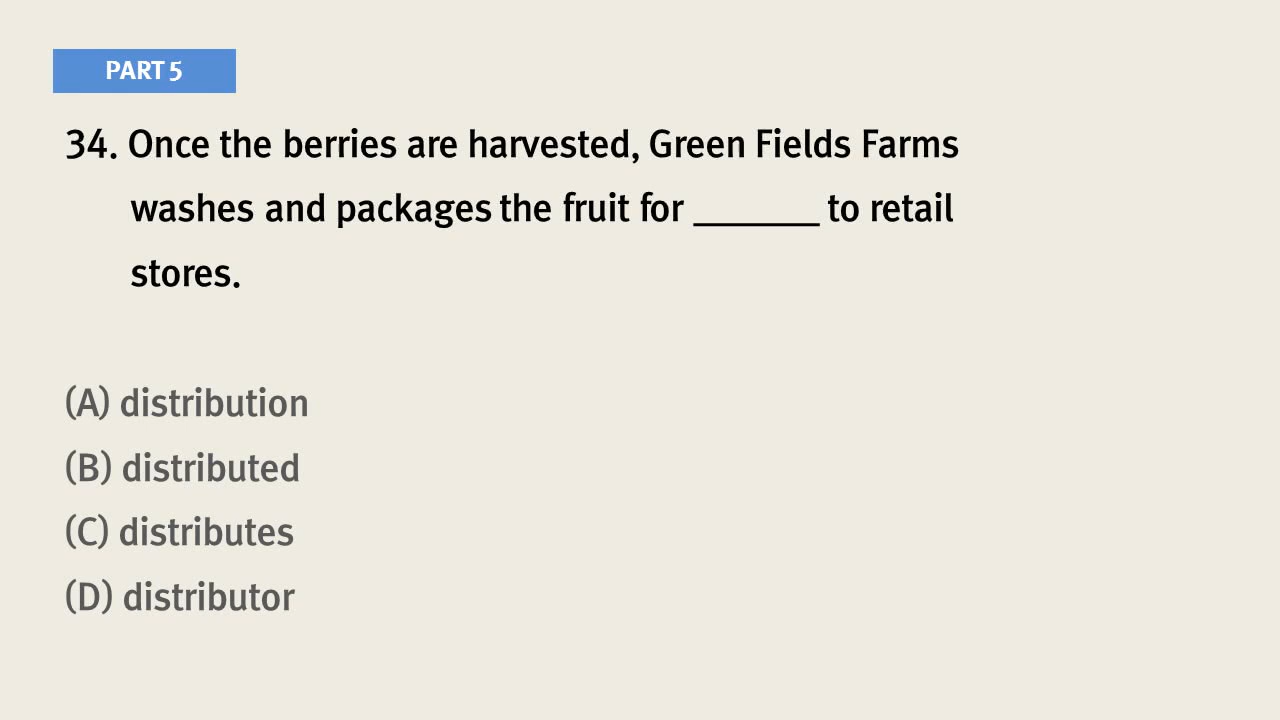 PART 5
34. Once the berries are harvested, Green Fields Farms
washes and packages the fruit for ______ to retail
stores.
(A) distribution
(B) distributed
(C) distributes
(D) distributor